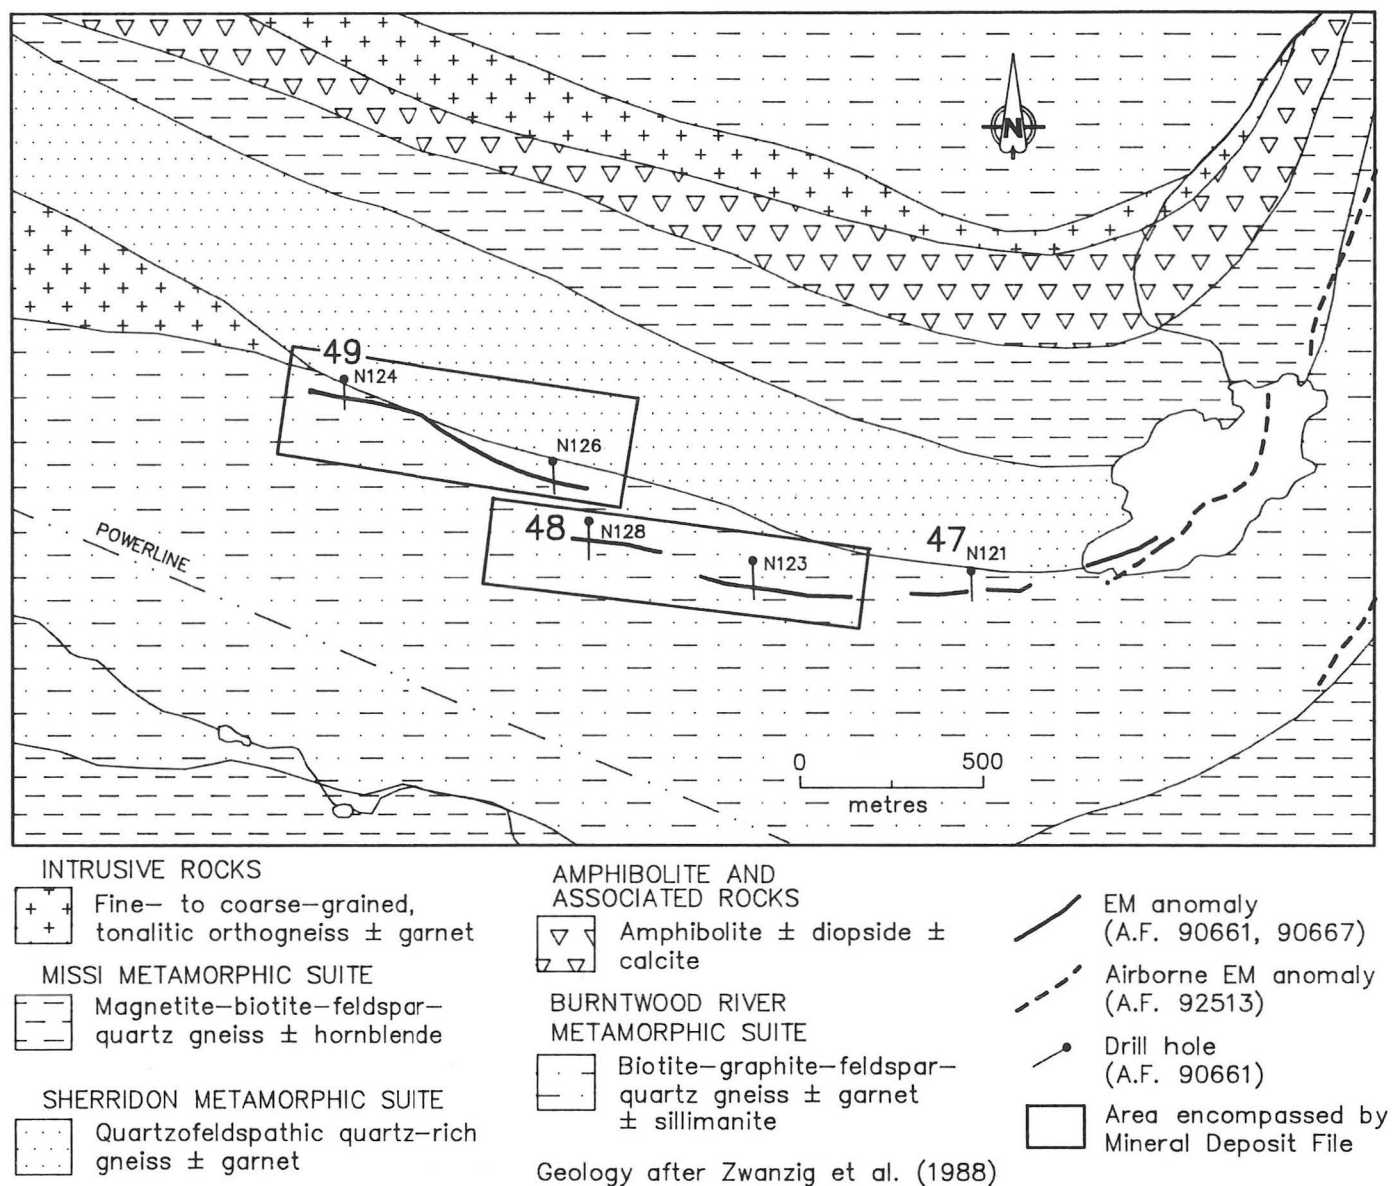 N
49
N124
N126
48
N128
N123
47
N121
POWERLINE
0 500
metres
INTRUSIVE ROCKS
Fine- to coarse-grained,
tonalitic orthogneiss ± garnet
MISSI METAMORPHIC SUITE
Magnetite-biotite-feldspar-
quartz gneiss ± hornblende
SHERRIDON METAMORPHIC SUITE
Quartzofeldspathic quartz-rich
gneiss ± garnet
AMPHIBOLITE AND
ASSOCIATED ROCKS
Amphibolite ± diopside ±
calcite
BURNTWOOD RIVER
METAMORPHIC SUITE
Biotite-graphite-feldspar-
quartz gneiss ± garnet
± sillimanite
Geology after Zwanzig et al. (1988)
EM anomaly
(A.F. 90661, 90667)
Airborne EM anomaly
(A.F. 92513)
Drill hole
(A.F. 90661)
Area encompassed by
Mineral Deposit File